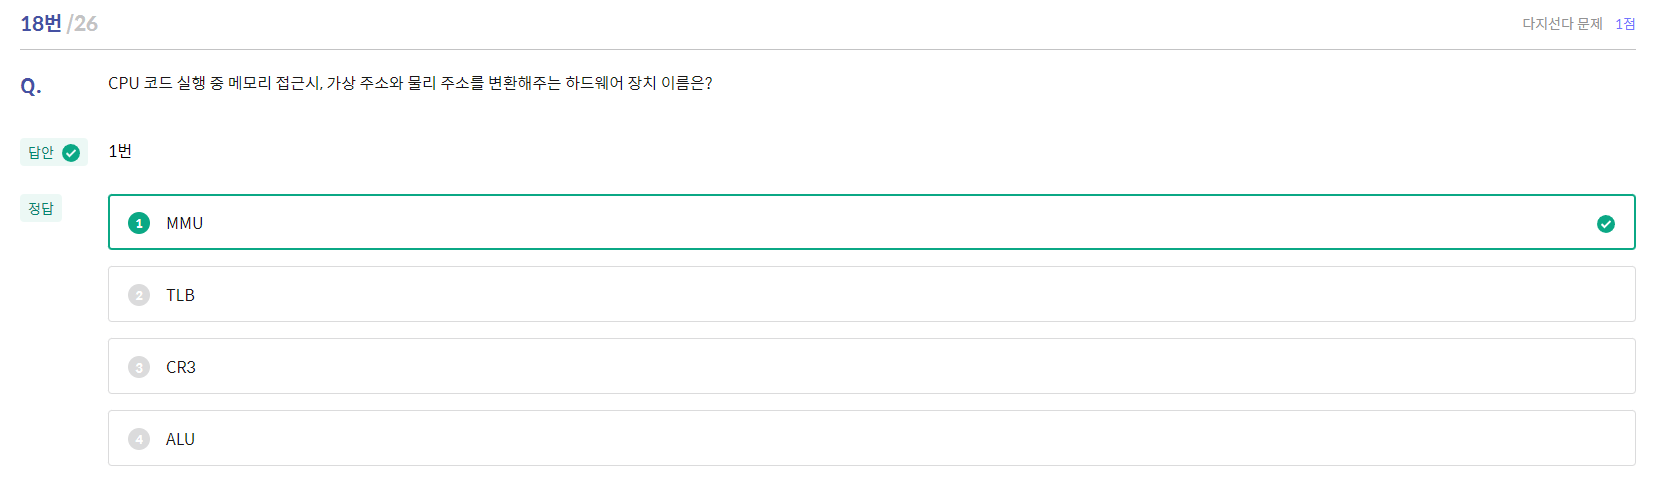 18번 /26
다지선다 문제 1점
Q. CPU 코드 실행 중 메모리 접근시, 가상 주소와 물리 주소를 변환해주는 하드웨어 장치 이름은?
답안 1번
정답
1 MMU
2 TLB
3 CR3
4 ALU